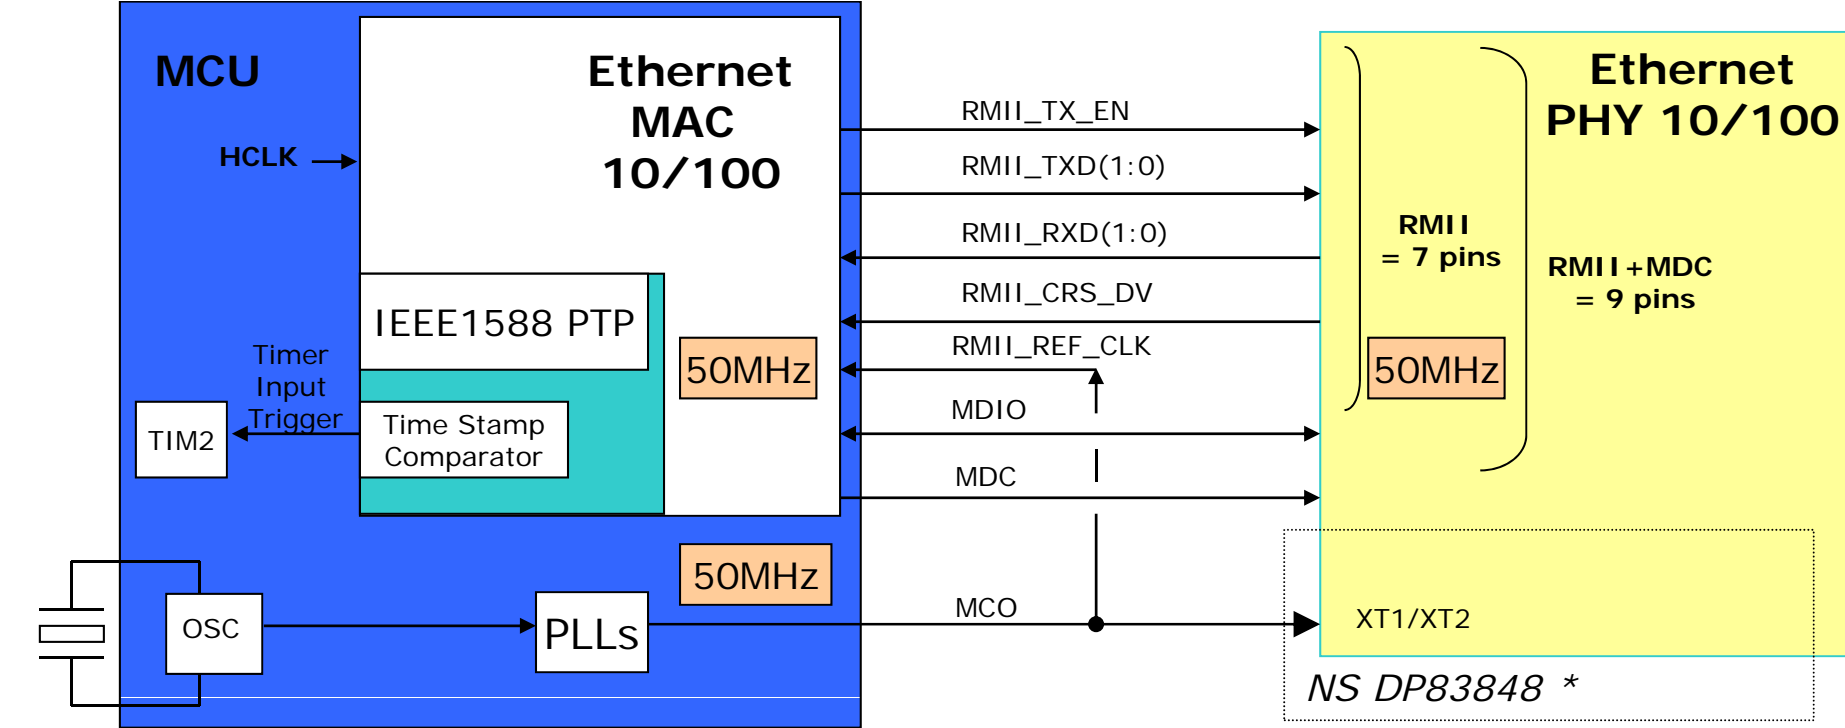 MCU
Ethernet
MAC
10/100
HCLK
IEEE1588 PTP
50MHz
Timer
Input
Trigger
TIM2
Time Stamp
Comparator
50MHz
OSC
PLLs
RMII_TX_EN
RMII_TXD(1:0)
RMII_RXD(1:0)
RMII_CRS_DV
RMII_REF_CLK
MDIO
MDC
MCO
Ethernet
PHY 10/100
RMII
= 7 pins
RMII+MDC
= 9 pins
50MHz
XT1/XT2
NS DP83848 *